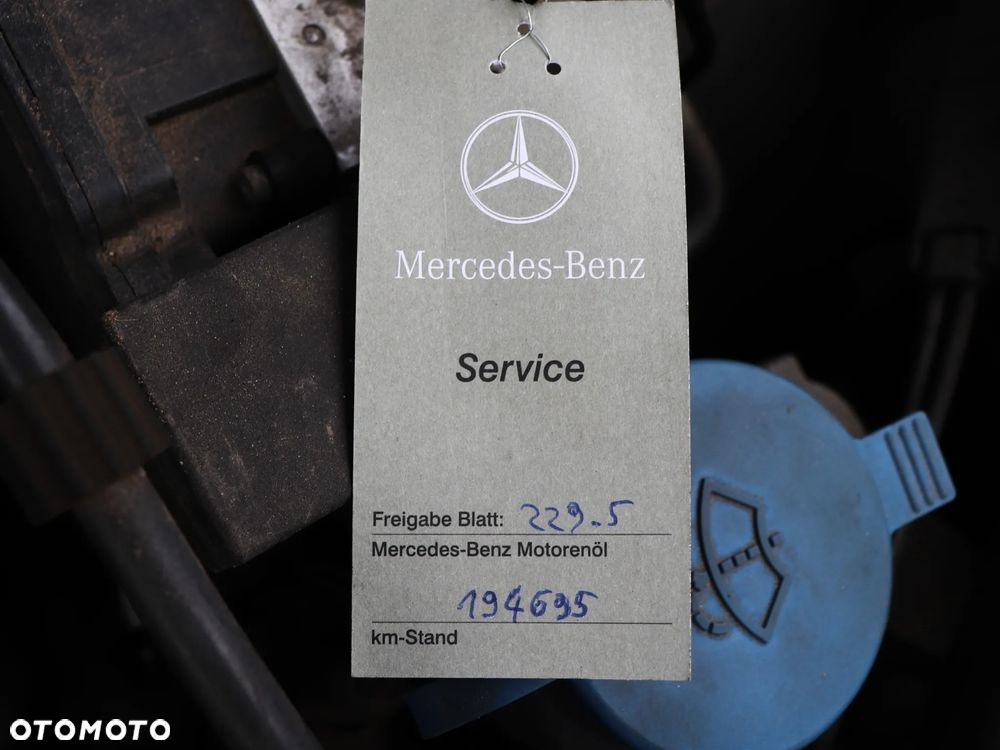 Mercedes-Benz
Service
Freigabe Blatt: 229.5
Mercedes-Benz Motorenöl
194695
km-Stand
OTOMOTO